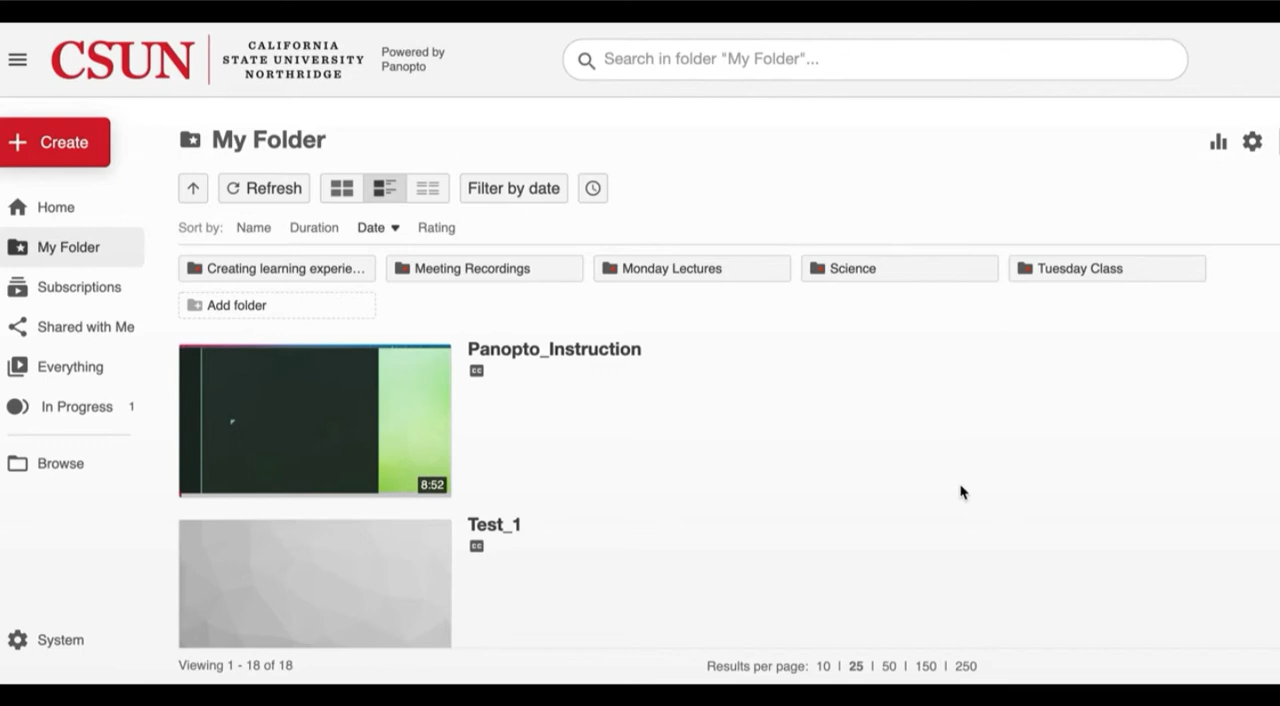 CSUN
CALIFORNIA
STATE UNIVERSITY
NORTHRIDGE
Powered by
Panopto
Search in folder "My Folder"...
Create
My Folder
Refresh
Filter by date
Sort by: Name Duration Date Rating
Home
My Folder
Subscriptions
Shared with Me
Everything
In Progress 1
Browse
System
Creating learning experie...
Meeting Recordings
Monday Lectures
Science
Tuesday Class
Add folder
Panopto_Instruction
CC
8:52
Test_1
CC
Viewing 1 - 18 of 18
Results per page: 10 | 25 | 50 | 150 | 250